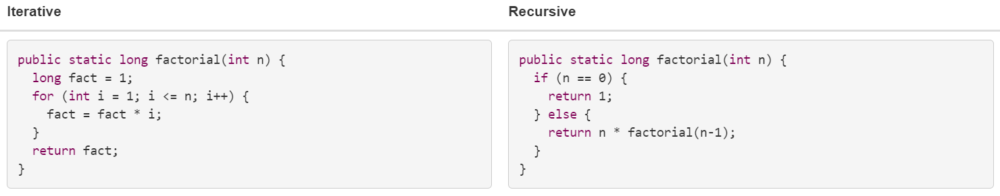 Iterative
public static long factorial(int n) {
  long fact = 1;
  for (int i = 1; i <= n; i++) {
    fact = fact * i;
  }
  return fact;
}
Recursive
public static long factorial(int n) {
  if (n == 0) {
    return 1;
  } else {
    return n * factorial(n-1);
  }
}